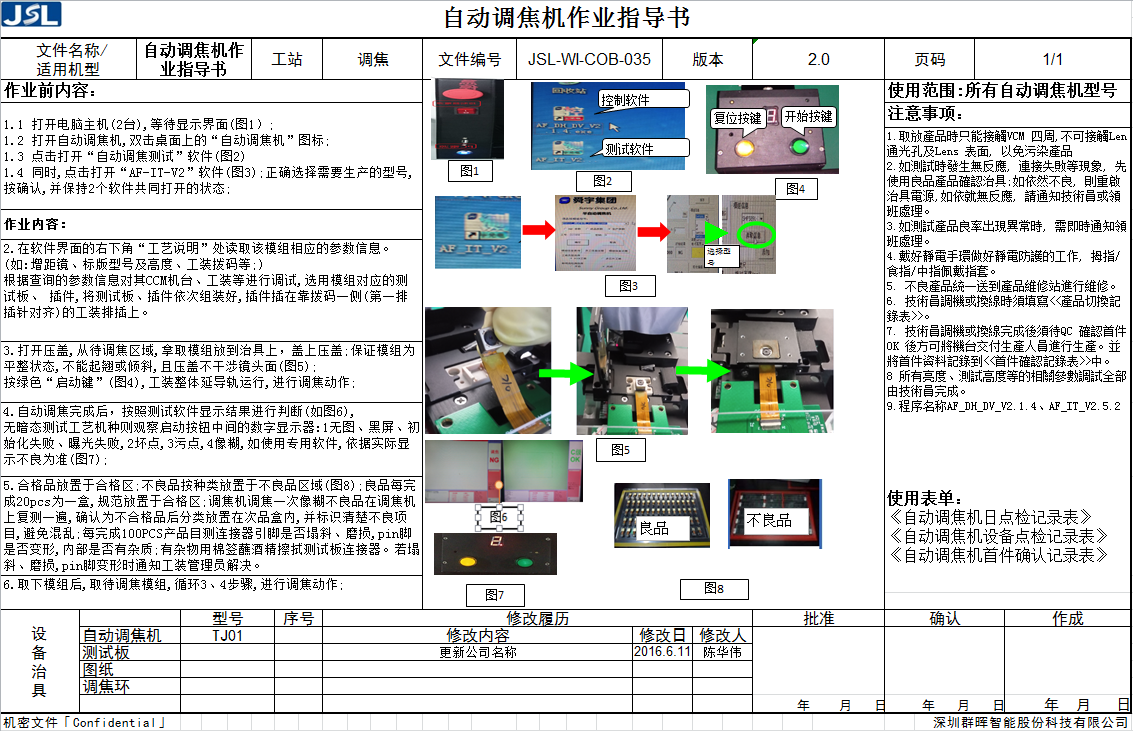 JSL
自动调焦机作业指导书
文件名称/
适用机型
自动调焦机作
业指导书
工站
调焦
文件编号
JSL-WI-COB-035
版本
2.0
页码
1/1
作业前内容：
1.1 打开电脑主机(2台),等待显示界面(图1)；
1.2 打开自动调焦机,双击桌面上的“自动调焦机”图标；
1.3 点击打开“自动调焦测试”软件(图2)
1.4 同时,点击打开“AF-IT-V2”软件(图3)；正确选择需要生产的型号,
按确认,并保持2个软件共同打开的状态；
作业内容：
2.在软件界面的右下角“工艺说明”处读取该模组相应的参数信息。
(如:增距镜、标版型号及高度、工装拨码等；)
根据查询的参数信息对其CCM机台、工装等进行调试,选用模组对应的测
试板、 插件,将测试板、插件依次组装好,插件插在靠拨码一侧(第一排
插针对齐)的工装排插上。
3.打开压盖,从待调焦区域,拿取模组放到治具上，盖上压盖;保证模组为
平整状态,不能起翘或倾斜,且压盖不干涉镜头面(图5)；
按绿色“启动键”(图4),工装整体延导轨运行,进行调焦动作；
4.自动调焦完成后，按照测试软件显示结果进行判断(如图6),
无暗态测试工艺机种则观察启动按钮中间的数字显示器:1无图、黑屏、初
始化失败、曝光失败,2坏点,3污点,4像糊,如使用专用软件,依据实际显
示不良为准(图7)；
5.合格品放置于合格区;不良品按种类放置于不良品区域(图8)；良品每完
成20pcs为一盒,规范放置于合格区;调焦机调焦一次像糊不良品在调焦机
上复测一遍,确认为不合格品后分类放置在次品盒内,并标识清楚不良项
目,避免混乱;每完成100PCS产品目测连接器引脚是否塌斜、磨损,pin脚
是否变形,内部是否有杂质;有杂物用棉签蘸酒精擦拭测试板连接器。若塌
斜、磨损,pin脚变形时通知工装管理员解决。
6.取下模组后,取待调焦模组,循环3、4步骤,进行调焦动作；
控制软件
AF_DH_DV_V2
.1.4.exe
测试软件
AF_IT_V2
复位按键
开始按键
图1
图2
图4
舜宇集团
AF_IT_V2
选择型
号
图3
图5
NG
OK
图6
良品
不良品
图7
图8
使用范围:所有自动调焦机型号
注意事项：
1.取放產品時只能接觸VCM 四周,不可接觸Len
通光孔及Lens 表面, 以免污染產品
2.如測試時發生無反應, 連接失敗等現象, 先
使用良品產品確認治具;如依然不良, 則重啟
治具電源,如依就無反應, 請通知技術員或領
班處理。
3.如測試產品良率出現異常時, 需即時通知領
班處理。
4.戴好靜電手環做好靜電防護的工作, 拇指/
食指/中指佩戴指套。
5. 不良產品統一送到產品維修站進行維修。
6. 技術員調機或換線時須填寫<<產品切換記
錄表>>。
7. 技術員調機或換線完成後須待QC 確認首件
OK 後方可將機台交付生產人員進行生產。並
將首件資料記錄到<<首件確認記錄表>>中。
8 所有亮度、測試高度等的相關參數調試全部
由技術員完成。
9.程序名称AF_DH_DV_V2.1.4、AF_IT_V2.5.2
使用表单：
《自动调焦机日点检记录表》
《自动调焦机设备点检记录表》
《自动调焦机首件确认记录表》
设备治具
型号
序号
修改履历
批准
确认
作成
自动调焦机
TJ01
修改内容
修改日
修改人
测试板
更新公司名称
2016.6.11
陈华伟
图纸
调焦环
年 月 日
年 月 日
年 月 日
机密文件「Confidential」
深圳群晖智能股份科技有限公司